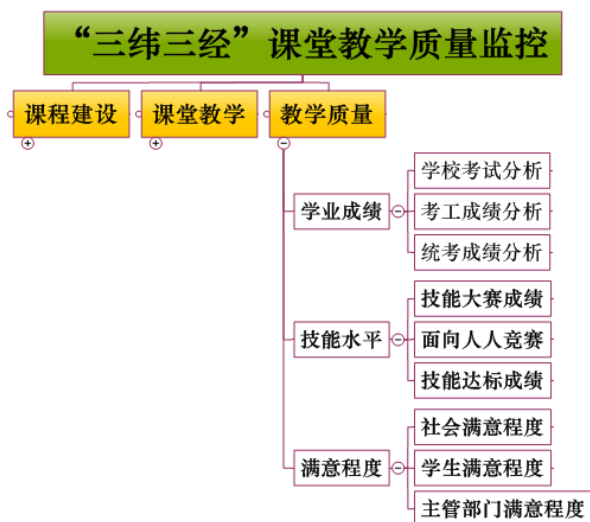 “三纬三经”课堂教学质量监控
课程建设
课堂教学
教学质量
学业成绩
学校考试分析
考工成绩分析
统考成绩分析
技能水平
技能大赛成绩
面向人人竞赛
技能达标成绩
满意程度
社会满意程度
学生满意程度
主管部门满意程度